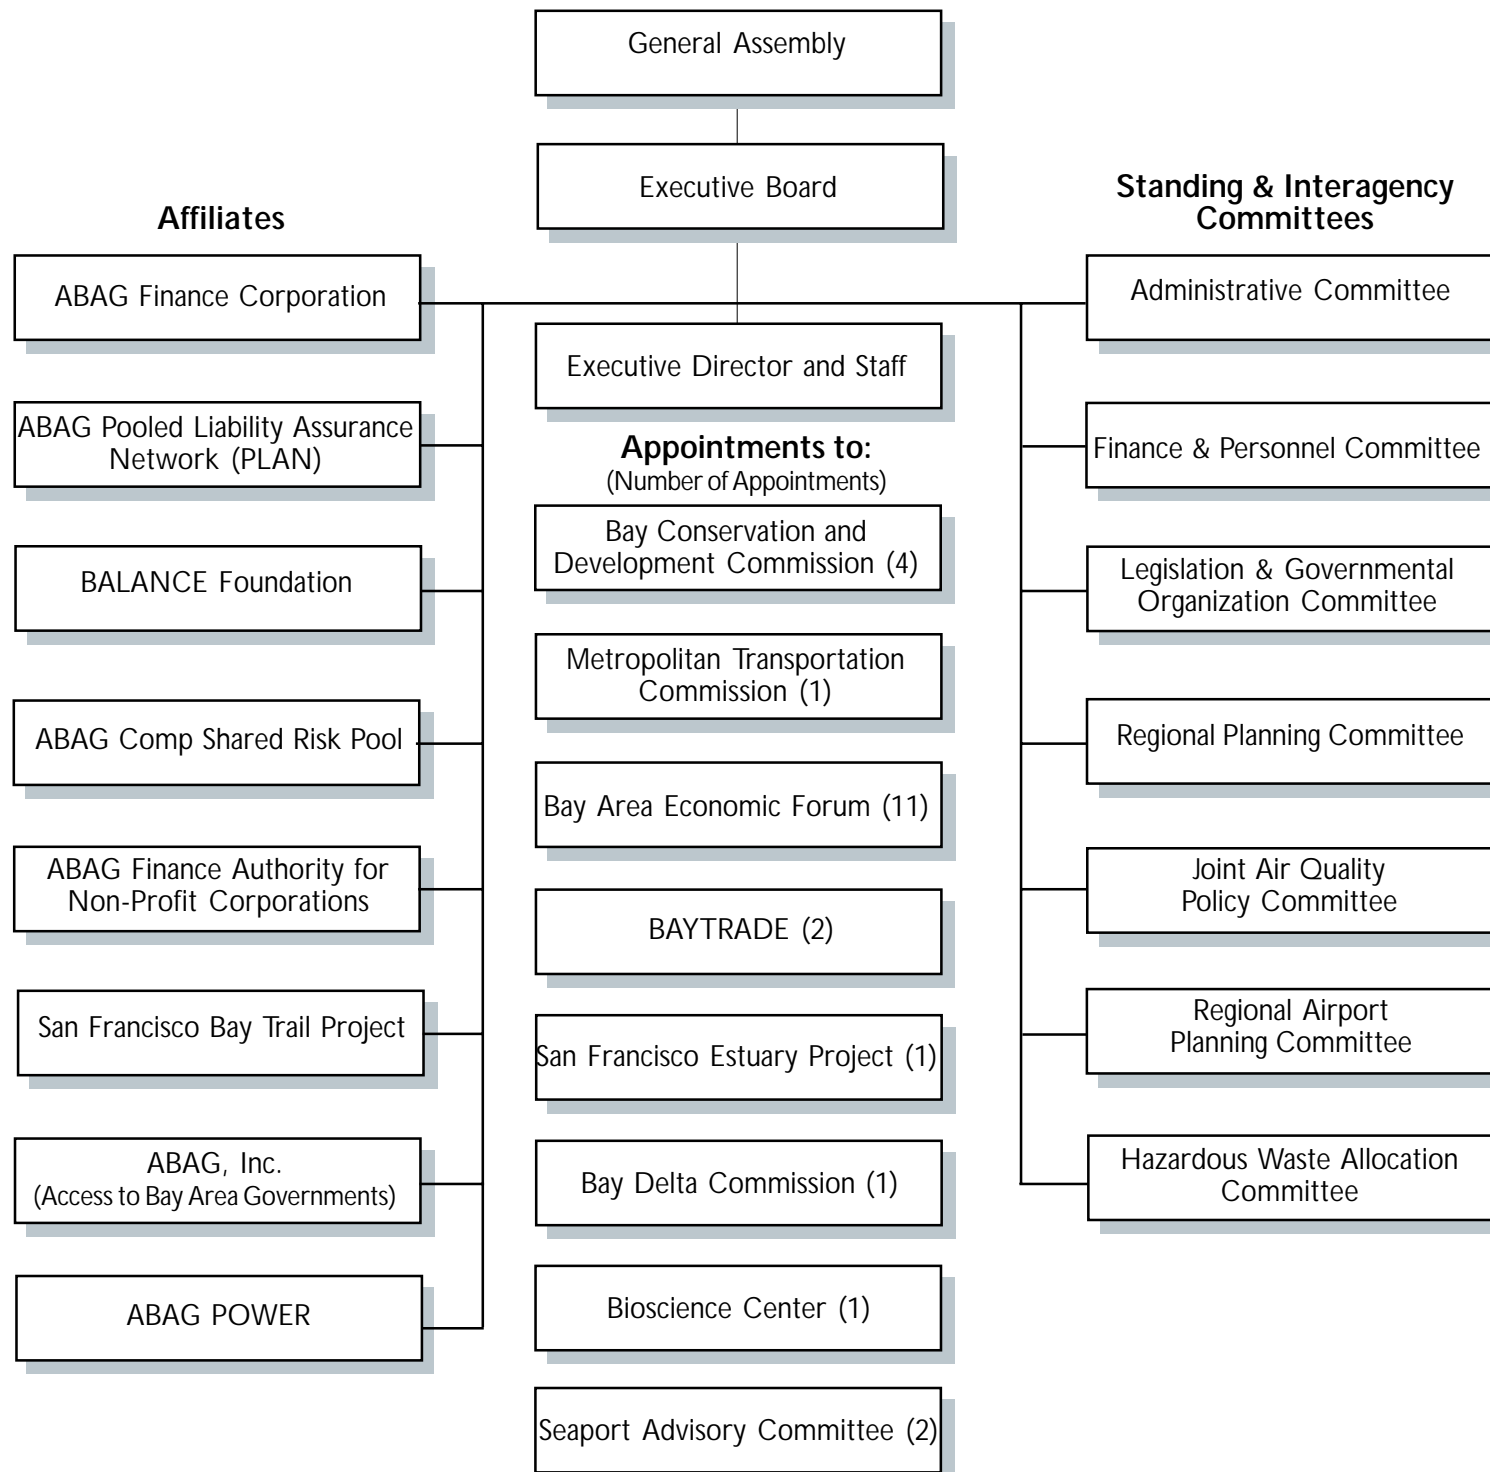 General Assembly
Executive Board
Affiliates
ABAG Finance Corporation
ABAG Pooled Liability Assurance
Network (PLAN)
BALANCE Foundation
ABAG Comp Shared Risk Pool
ABAG Finance Authority for
Non-Profit Corporations
San Francisco Bay Trail Project
ABAG, Inc.
(Access to Bay Area Governments)
ABAG POWER
Executive Director and Staff
Appointments to:
(Number of Appointments)
Bay Conservation and
Development Commission (4)
Metropolitan Transportation
Commission (1)
Bay Area Economic Forum (11)
BAYTRADE (2)
San Francisco Estuary Project (1)
Bay Delta Commission (1)
Bioscience Center (1)
Seaport Advisory Committee (2)
Standing & Interagency
Committees
Administrative Committee
Finance & Personnel Committee
Legislation & Governmental
Organization Committee
Regional Planning Committee
Joint Air Quality
Policy Committee
Regional Airport
Planning Committee
Hazardous Waste Allocation
Committee